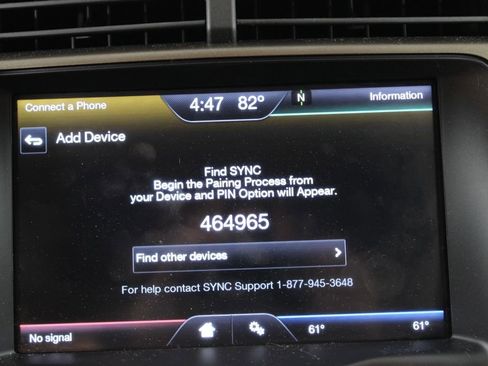 Connect a Phone
4:47 82°
N
Information
Add Device
Find SYNC
Begin the Pairing Process from
your Device and PIN Option will Appear.
464965
Find other devices >
For help contact SYNC Support 1-877-945-3648
No signal
61°
61°